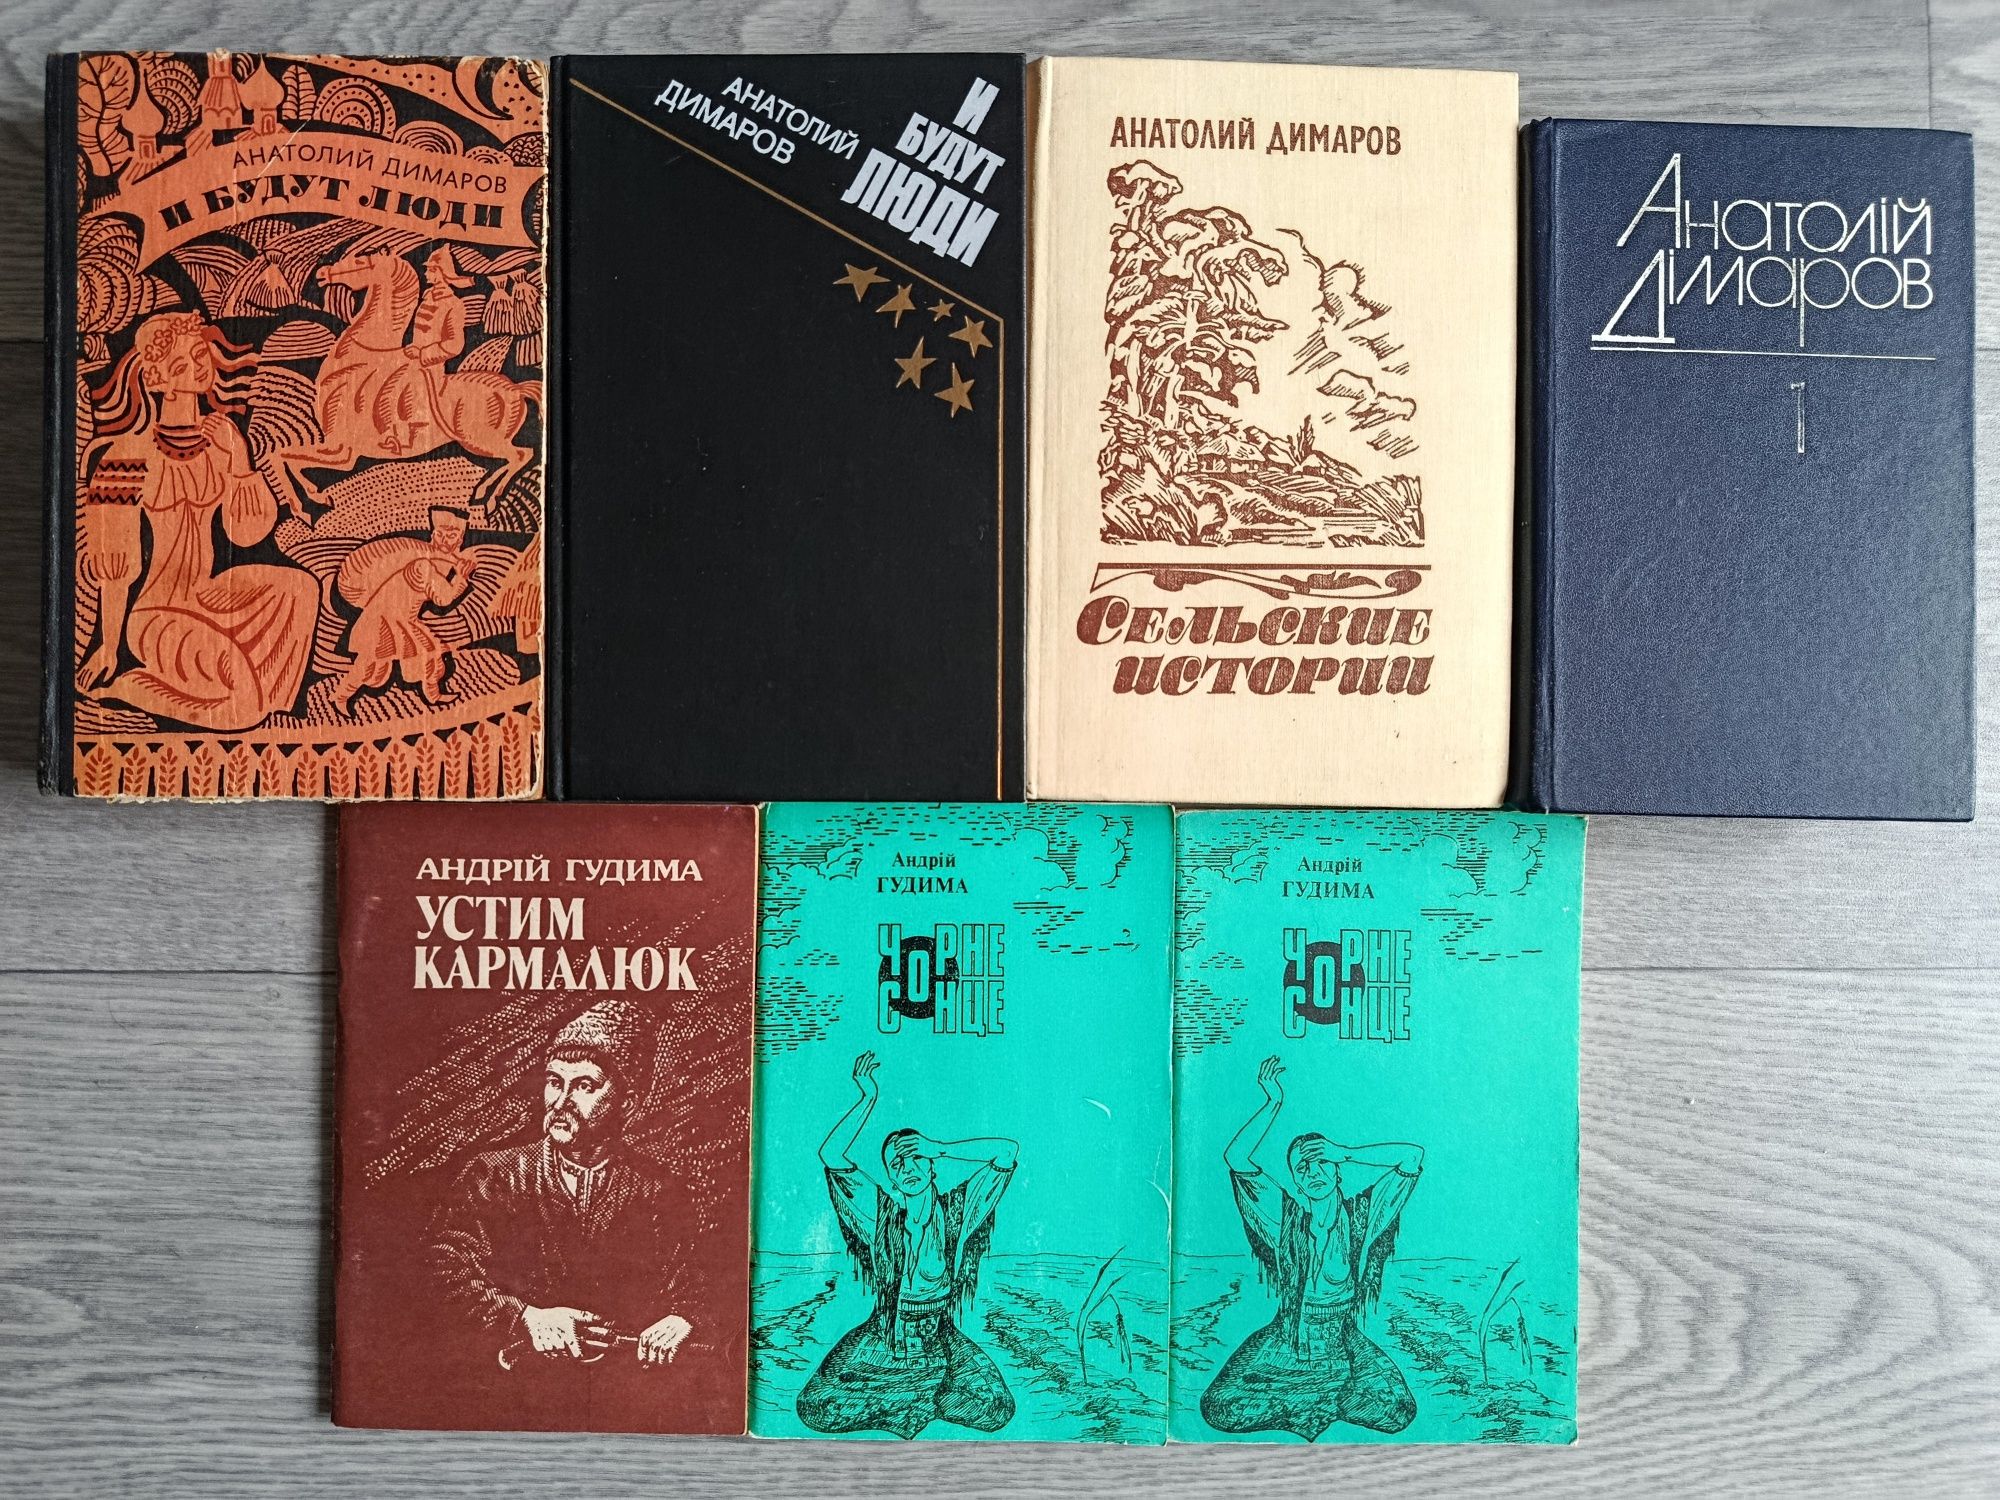 АНАТОЛИЙ ДИМАРОВ
И БУДУТ ЛЮДИ
АНАТОЛИЙ
ДИМАРОВ
И
БУДУТ
ЛЮДИ
АНАТОЛИЙ ДИМАРОВ
СЕЛЬСКИЕ
ИСТОРИИ
Анатолій
Дімаров
1
АНДРІЙ ГУДИМА
УСТИМ
КАРМАЛЮК
Андрій
ГУДИМА
ЧОРНЕ
СОНЦЕ
Андрій
ГУДИМА
ЧОРНЕ
СОНЦЕ